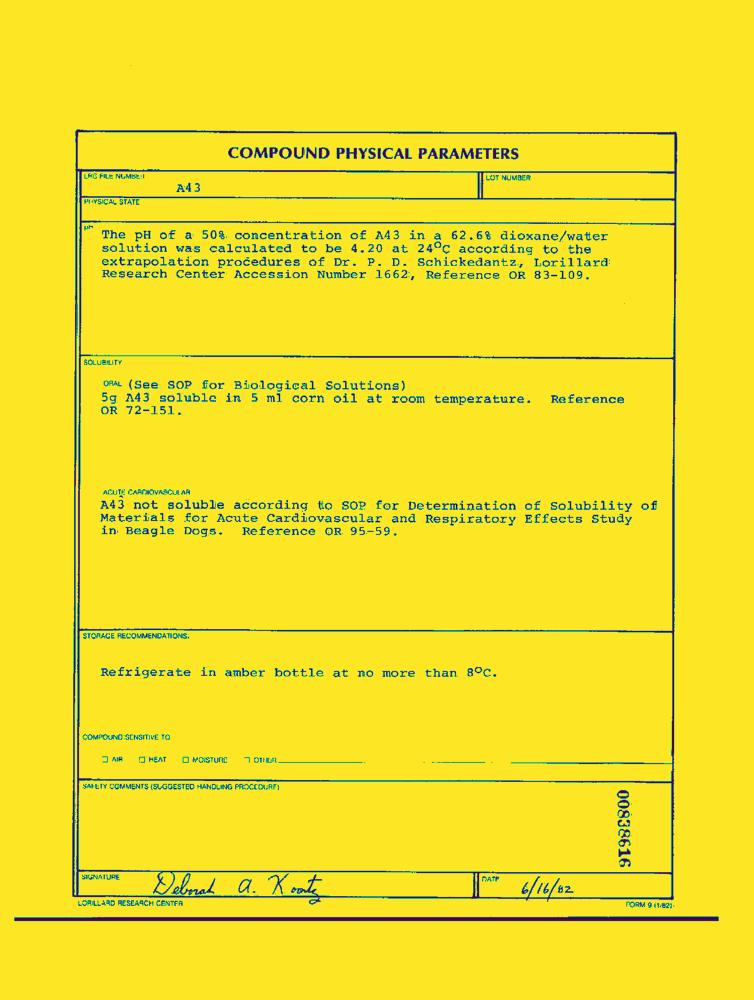 COMPOUND PHYSICAL PARAMETERS
LRC FILE NUMBER
A43
LOT NUMBER
PHYSICAL STATE
pH
The pH of a 50% concentration of A43 in a 62.6% dioxane/water
solution was calculated to be 4.20 at 24°C according to the
extrapolation procedures of Dr. P. D. Schickedantz, Lorillard
Research Center Accession Number 1662, Reference OR 83-109.
SOLUBILITY
ORAL (See SOP for Biological Solutions)
5g A43 soluble in 5 ml corn oil at room temperature. Reference
OR 72-151.
ACUTE CARDIOVASCULAR
A43 not soluble according to SOP for Determination of Solubility of
Materials for Acute Cardiovascular and Respiratory Effects Study
in Beagle Dogs. Reference OR 95-59.
STORAGE RECOMMENDATIONS:
Refrigerate in amber bottle at no more than 8°C.
COMPOUND SENSITIVE TO
☐ AIR ☐ HEAT ☐ MOISTURE ☐ OTHER
SAFETY COMMENTS (SUGGESTED HANDLING PROCEDURE)
00838616
SIGNATURE
Deborah A. Koontz
DATE
6/16/82
LORILLARD RESEARCH CENTER
FORM 9 (1/82)